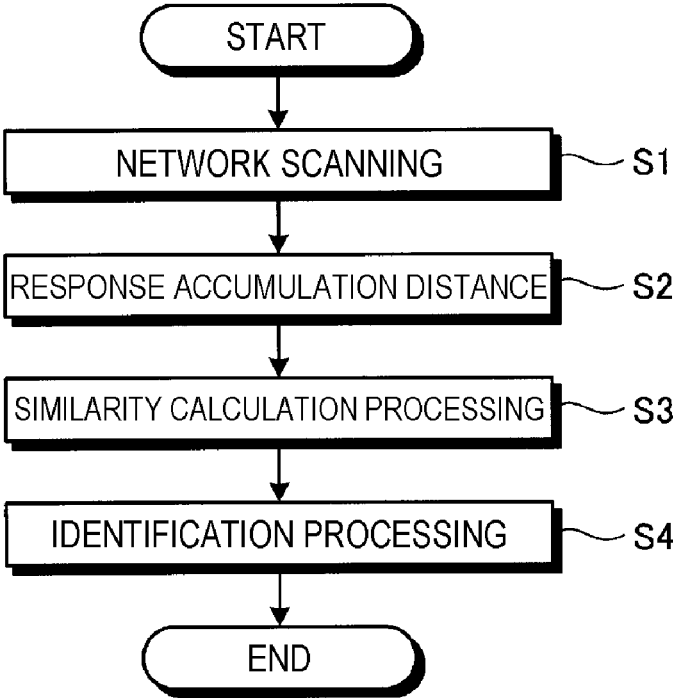 START
NETWORK SCANNING S1
RESPONSE ACCUMULATION DISTANCE S2
SIMILARITY CALCULATION PROCESSING S3
IDENTIFICATION PROCESSING S4
END